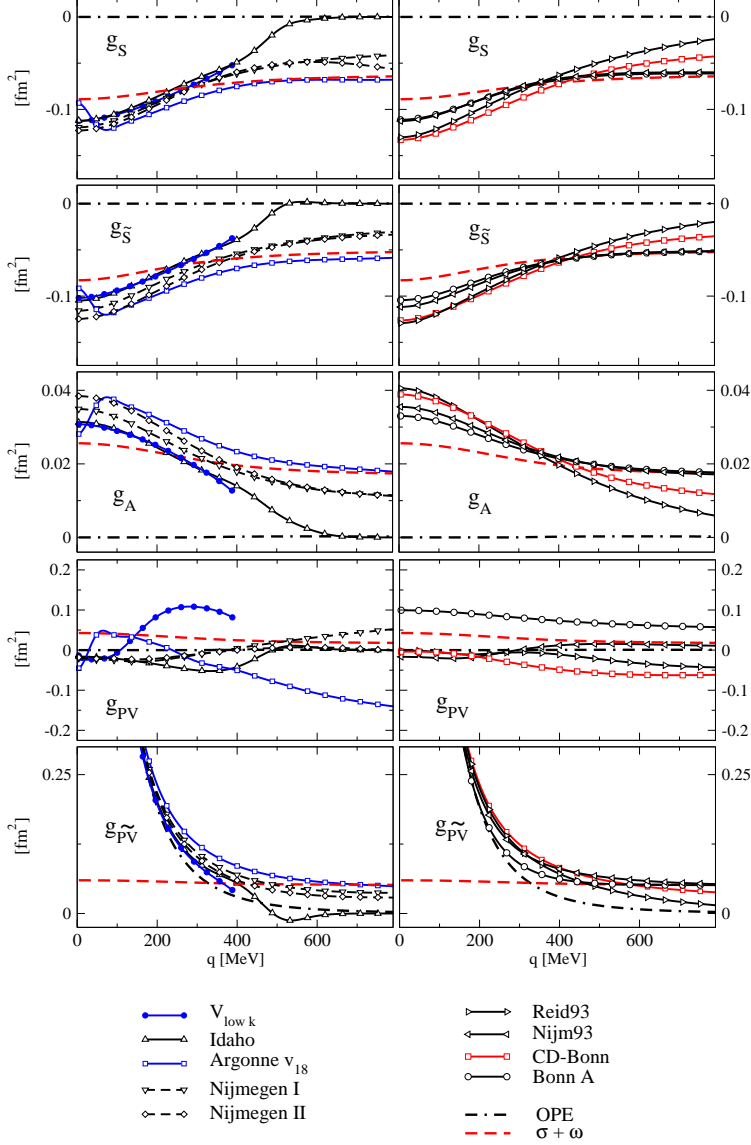 0
-0.1
[fm²]
g_S
g_S
0
-0.1
0
-0.1
[fm²]
g_S̃
g_S̃
0
-0.1
0.04
0.02
0
[fm²]
g_A
g_A
0.04
0.02
0
0.2
0.1
0
-0.1
-0.2
[fm²]
g_PV
g_PV
0.2
0.1
0
-0.1
-0.2
0.25
0
[fm²]
g_P͠V
g_P͠V
0.25
0
0 200 400 600
0 200 400 600
q [MeV]
q [MeV]
V_low k
Idaho
Argonne v_18
Nijmegen I
Nijmegen II
Reid93
Nijm93
CD-Bonn
Bonn A
OPE
σ + ω